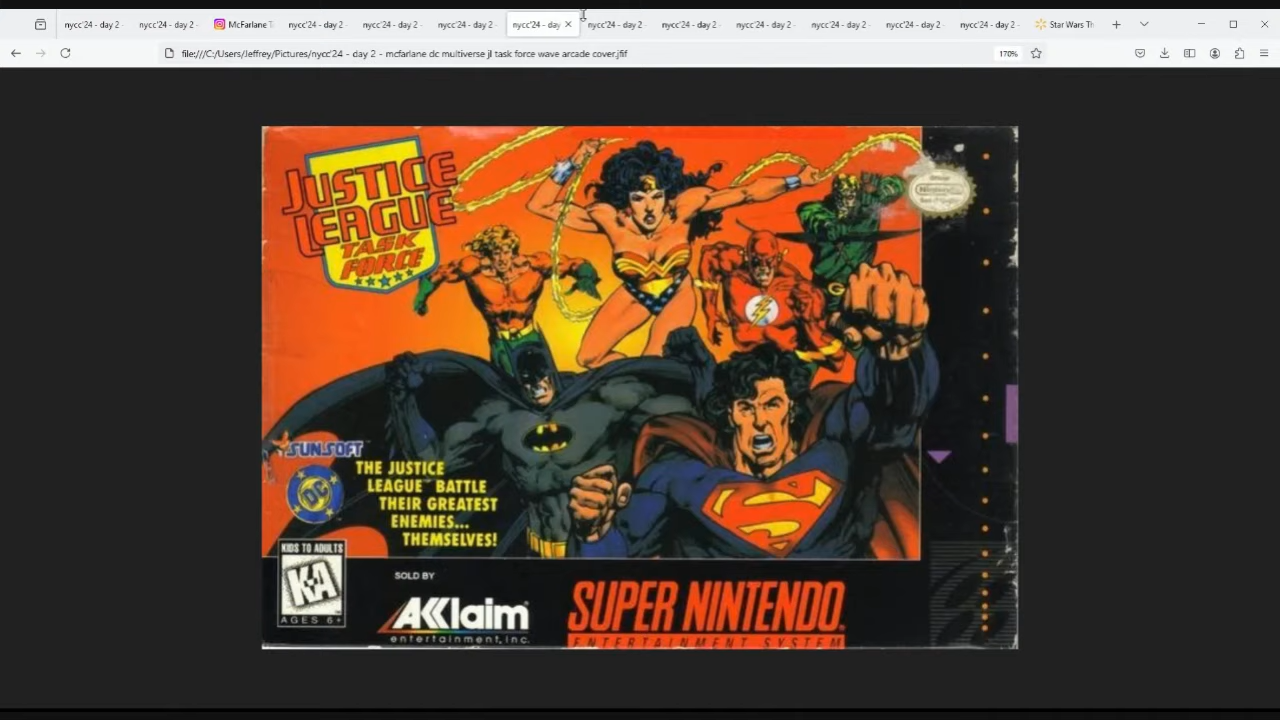 nycc'24 - day 2 -
nycc'24 - day 2 -
McFarlane T
nycc'24 - day 2 -
nycc'24 - day 2 -
nycc'24 - day 2 -
nycc'24 - day
nycc'24 - day 2 -
nycc'24 - day 2 -
nycc'24 - day 2 -
nycc'24 - day 2 -
nycc'24 - day 2 -
nycc'24 - day 2 -
Star Wars Th
file:///C:/Users/Jeffrey/Pictures/nycc'24 - day 2 - mcfarlane dc multiverse jl task force wave arcade cover.jfif
170%
JUSTICE
LEAGUE
TASK
FORCE
Nintendo
G
SUNSOFT
DC
THE JUSTICE
LEAGUE™ BATTLE
THEIR GREATEST
ENEMIES...
THEMSELVES!
KIDS TO ADULTS
K-A
AGES 6+
SOLD BY
AKKlaim
entertainment, inc.
SUPER NINTENDO
ENTERTAINMENT SYSTEM